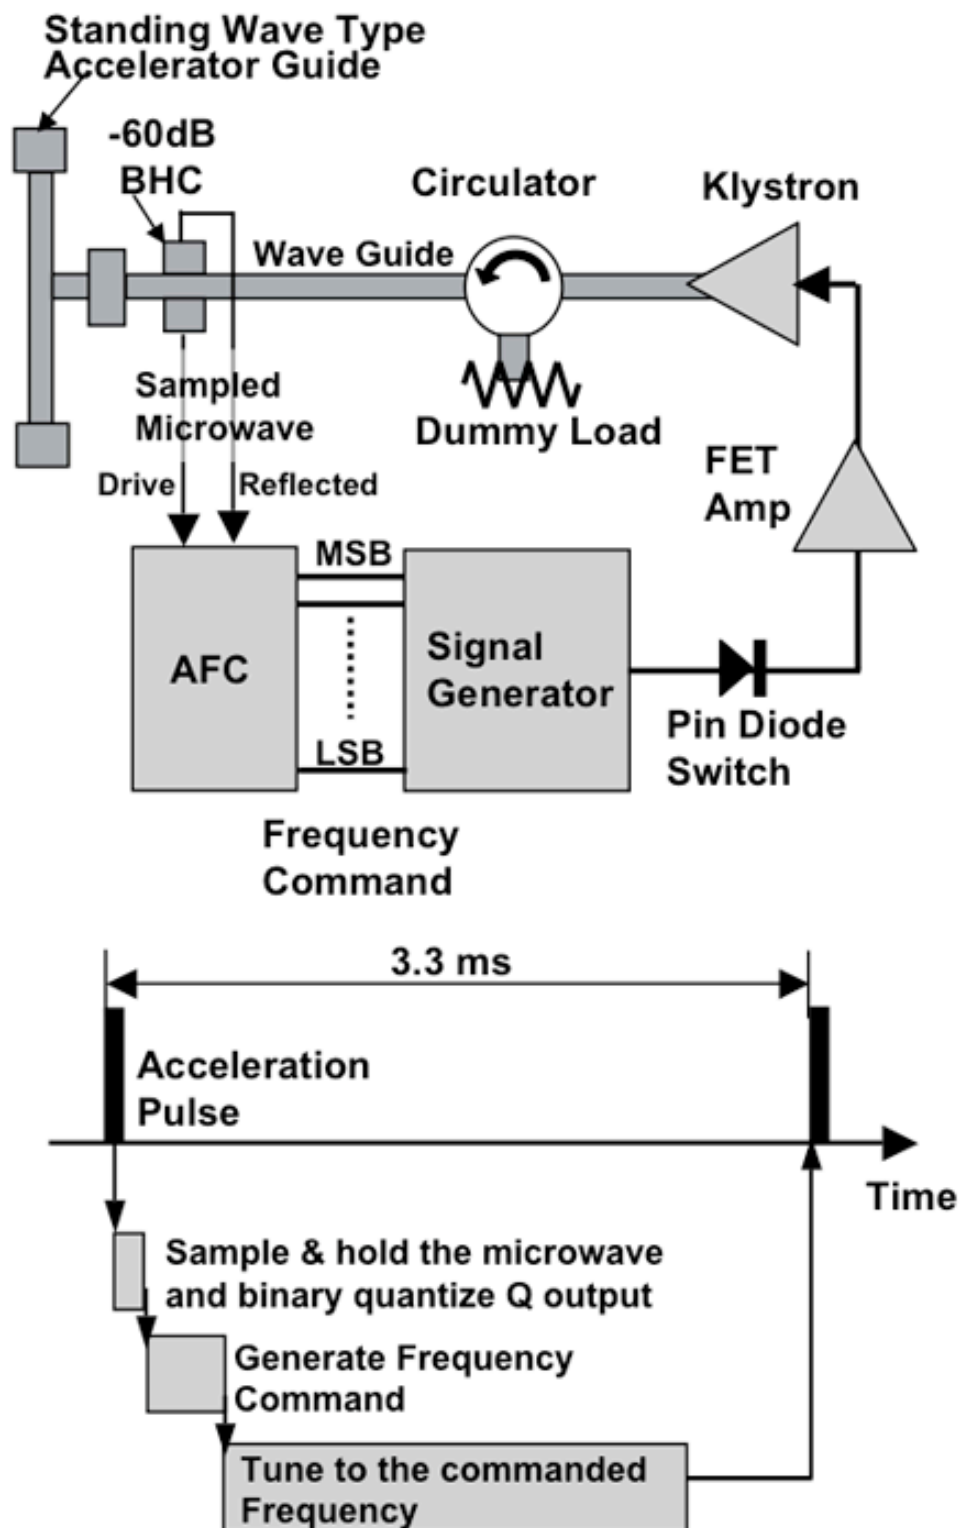 Standing Wave Type
Accelerator Guide
-60dB
BHC
Circulator
Klystron
Wave Guide
Sampled
Microwave
Dummy Load
FET
Amp
Drive
Reflected
MSB
AFC
Signal
Generator
LSB
Pin Diode
Switch
Frequency
Command
3.3 ms
Acceleration
Pulse
Time
Sample & hold the microwave
and binary quantize Q output
Generate Frequency
Command
Tune to the commanded
Frequency